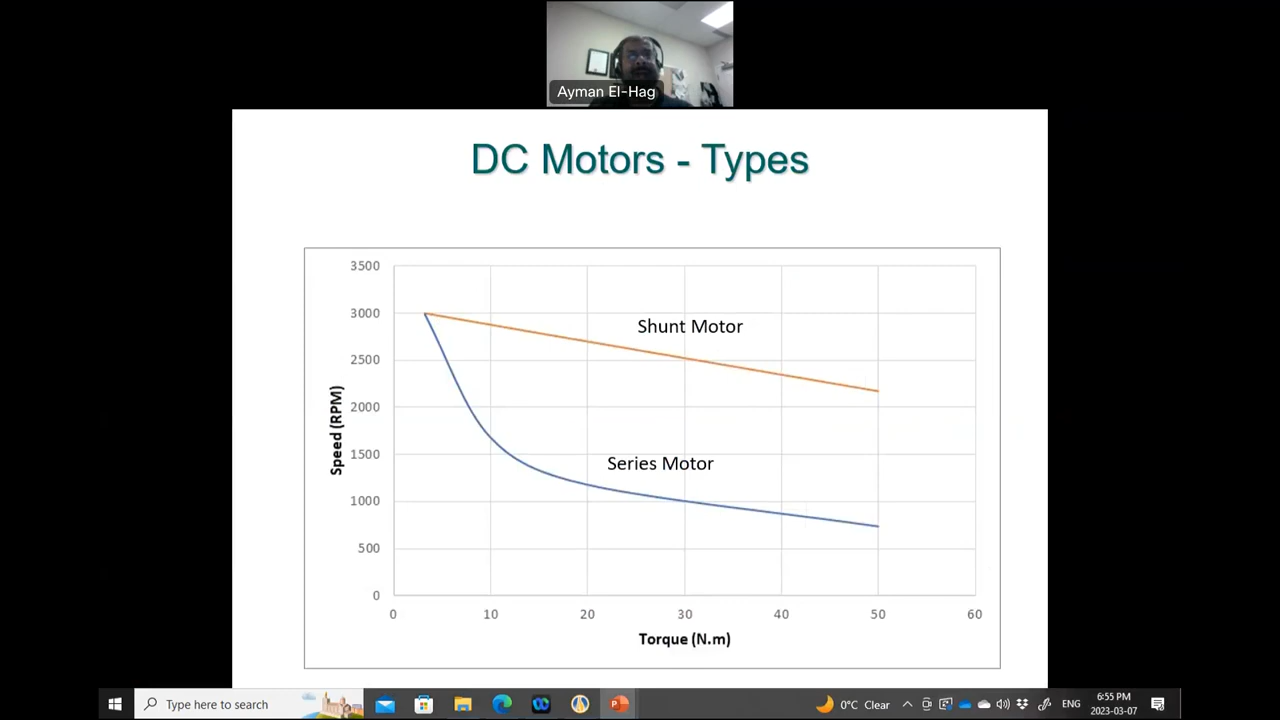 Ayman El-Hag
DC Motors - Types
3500
3000
2500
2000
1500
1000
500
0
Speed (RPM)
Shunt Motor
Series Motor
0 10 20 30 40 50 60
Torque (N.m)
Type here to search
0°C Clear
ENG
6:55 PM
2023-03-07